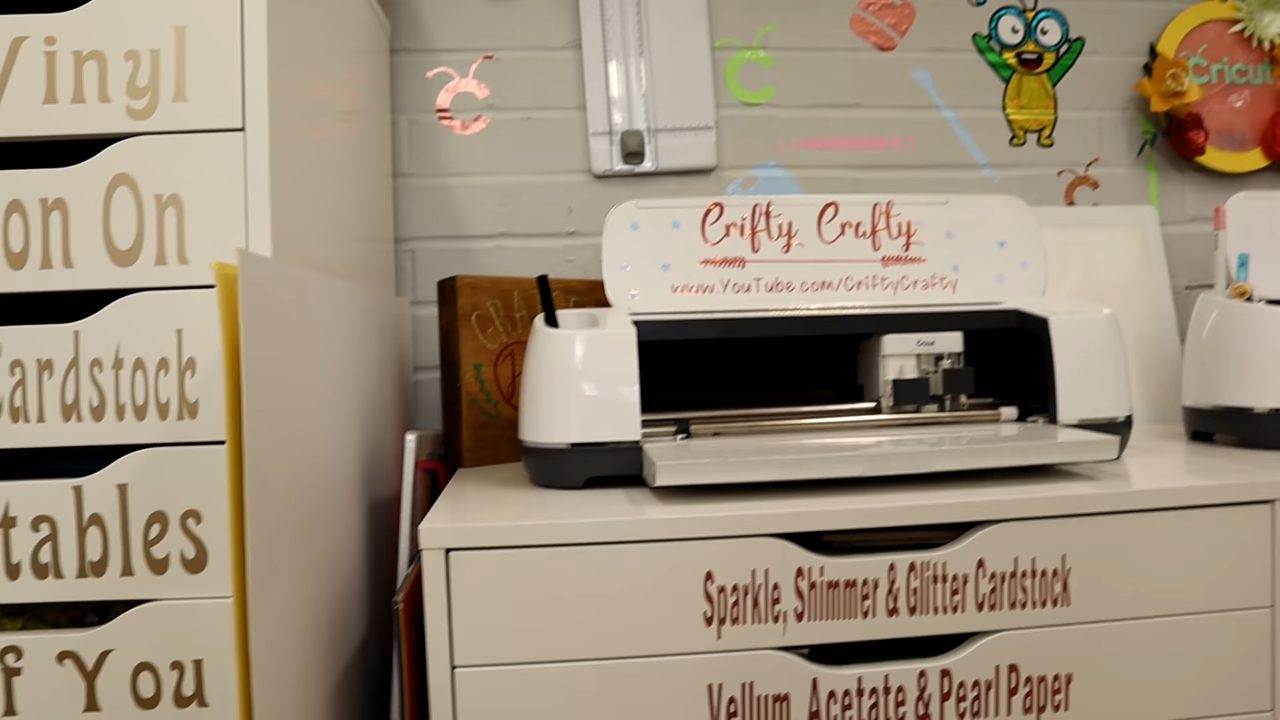 Vinyl
on On
Cardstock
tables
f You
Cricut
Crifty Crafty
www.YouTube.com/CriftyCrafty
Cricut
Sparkle, Shimmer & Glitter Cardstock
Vellum, Acetate & Pearl Paper